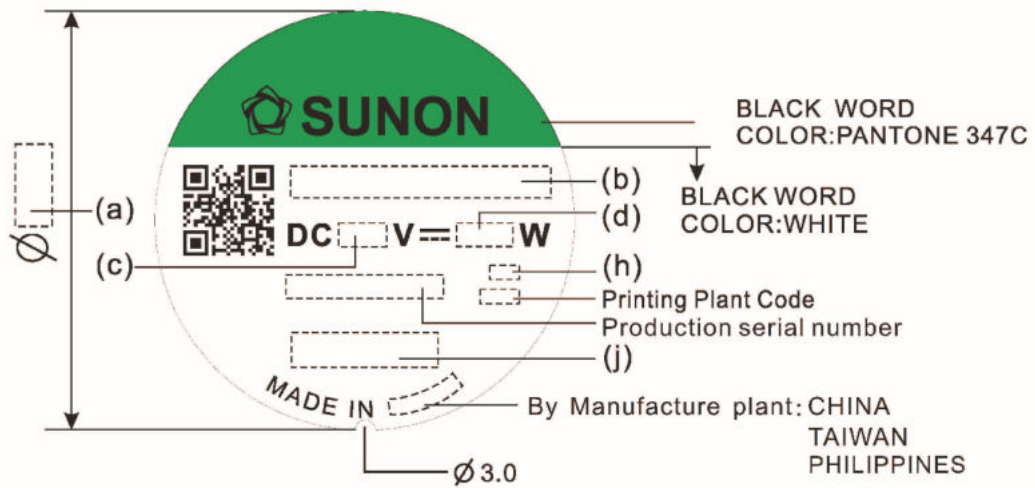 SUNON
BLACK WORD
COLOR:PANTONE 347C
BLACK WORD
COLOR:WHITE
(a)
Ø
(b)
(c)
DC V W
(d)
(h)
Printing Plant Code
Production serial number
(j)
MADE IN
By Manufacture plant: CHINA
TAIWAN
PHILIPPINES
Ø 3.0